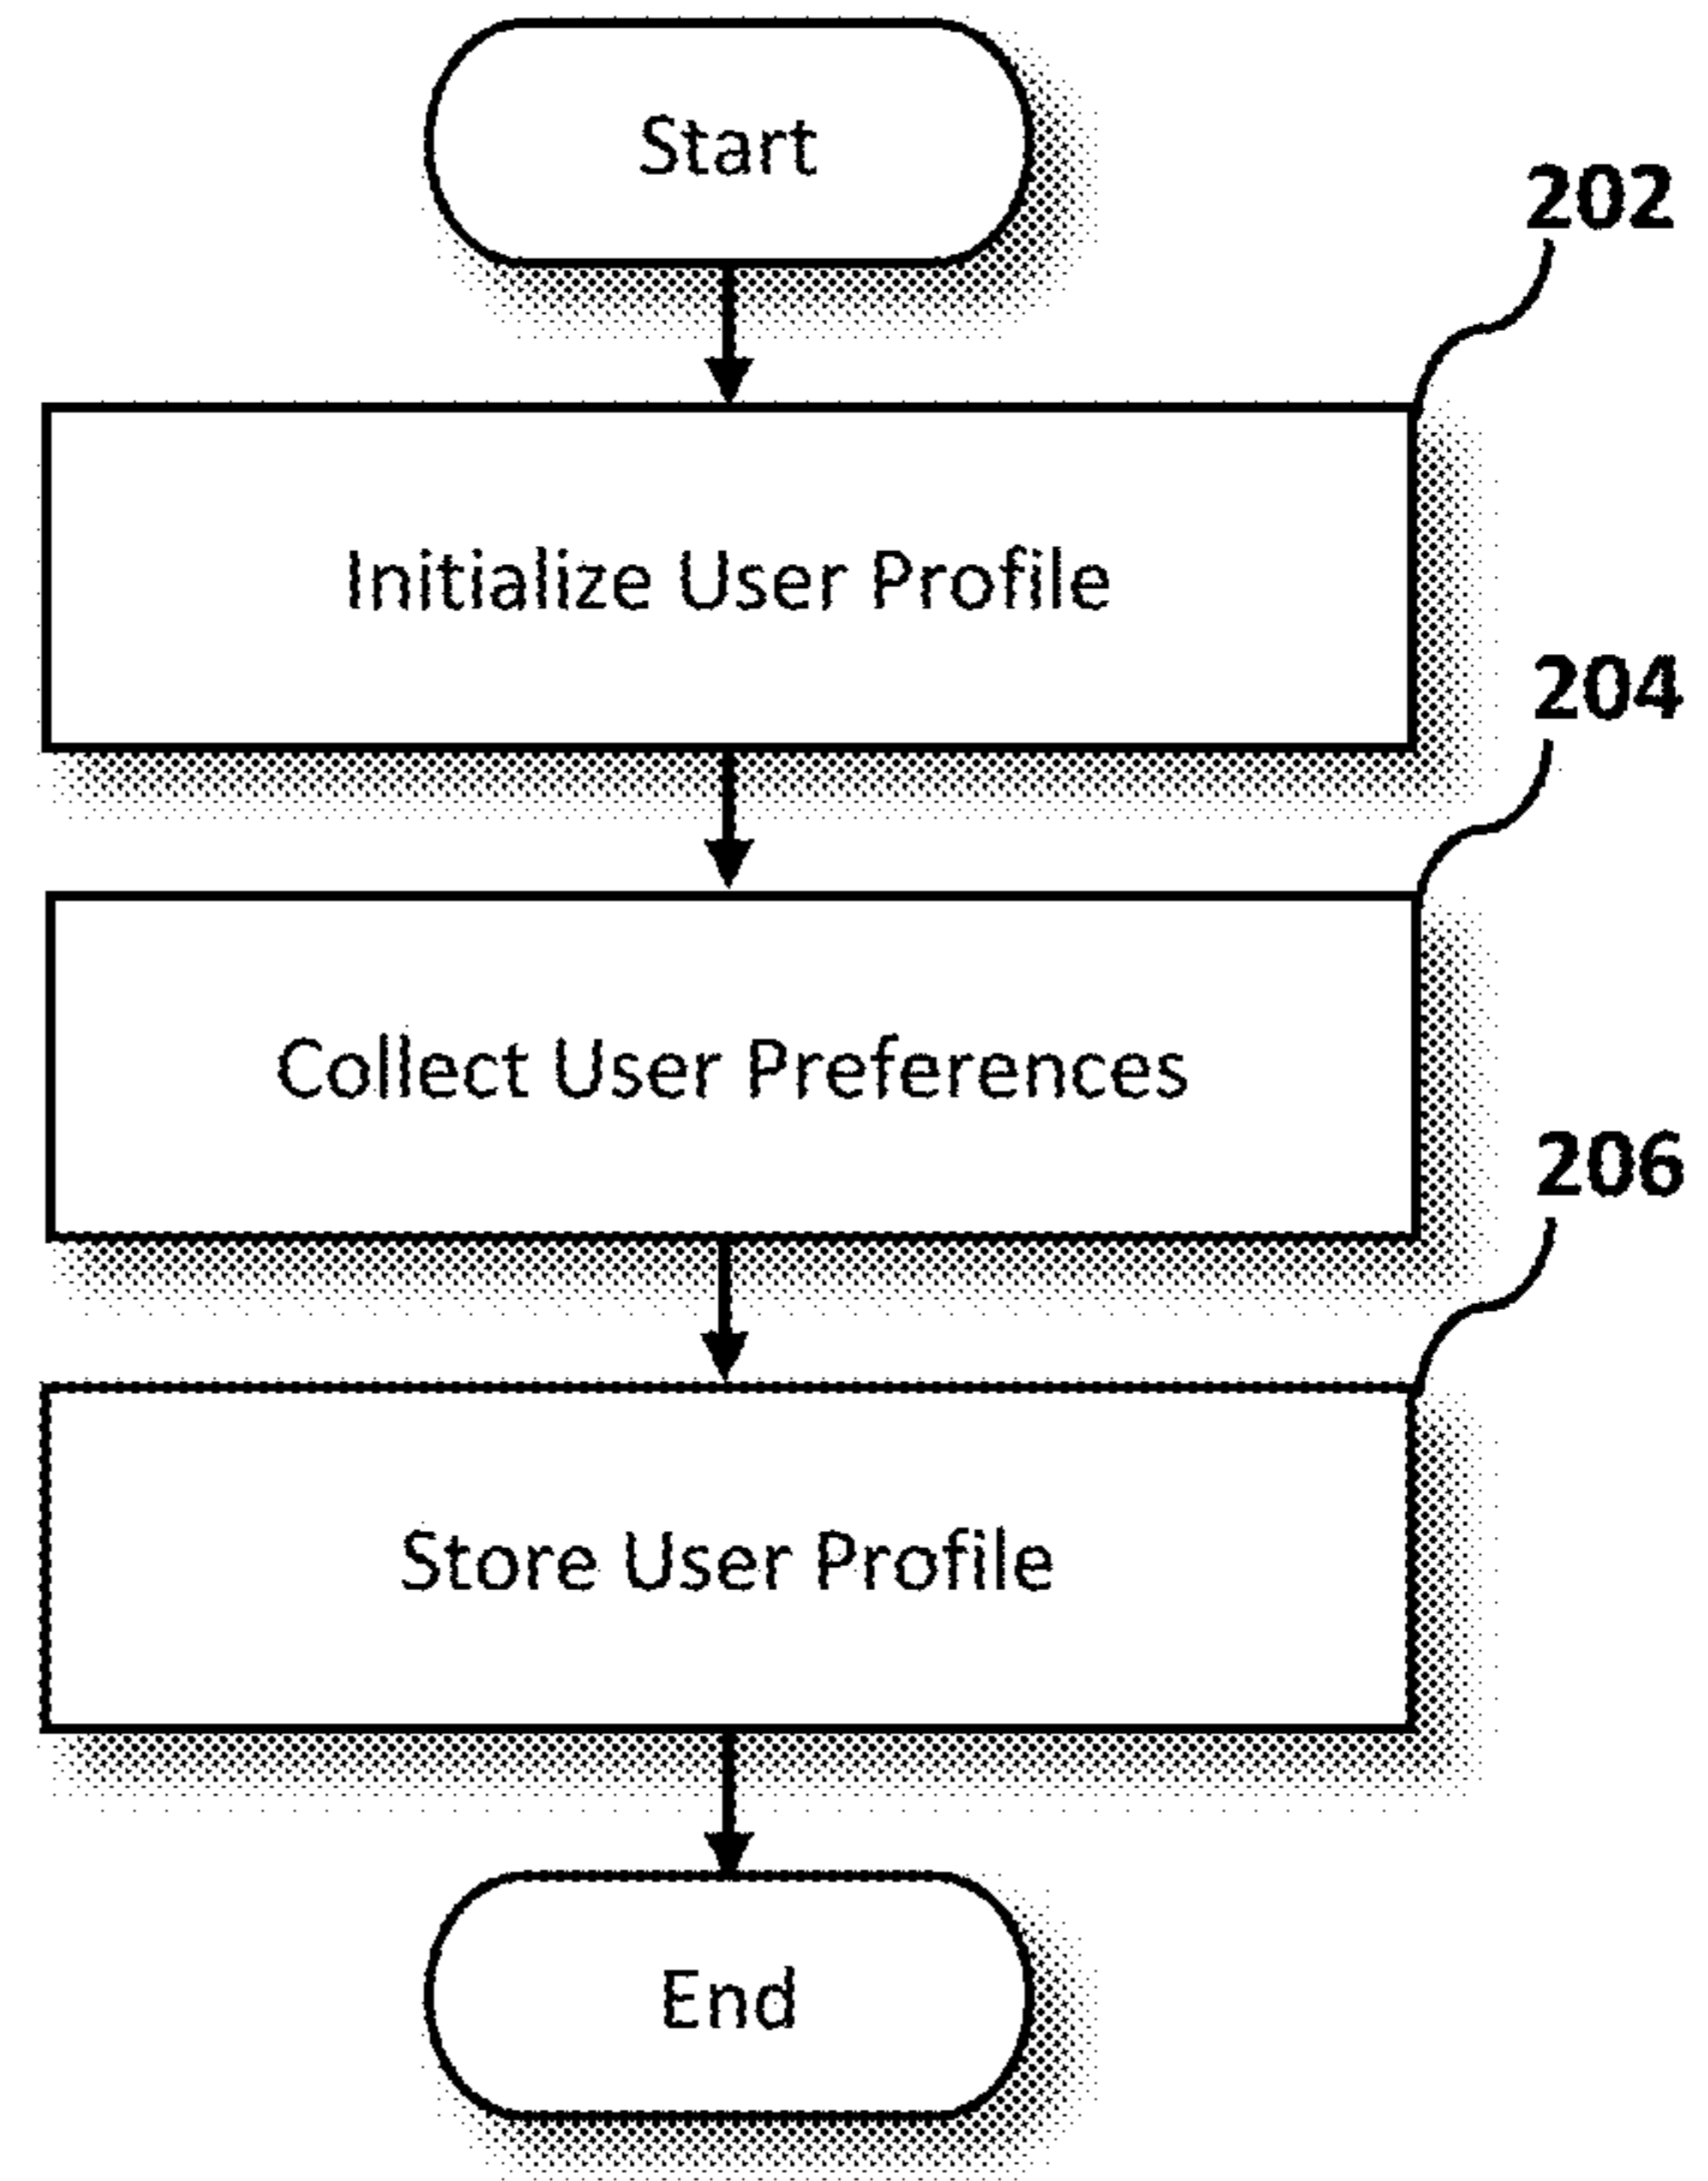 Start
202
Initialize User Profile
204
Collect User Preferences
206
Store User Profile
End